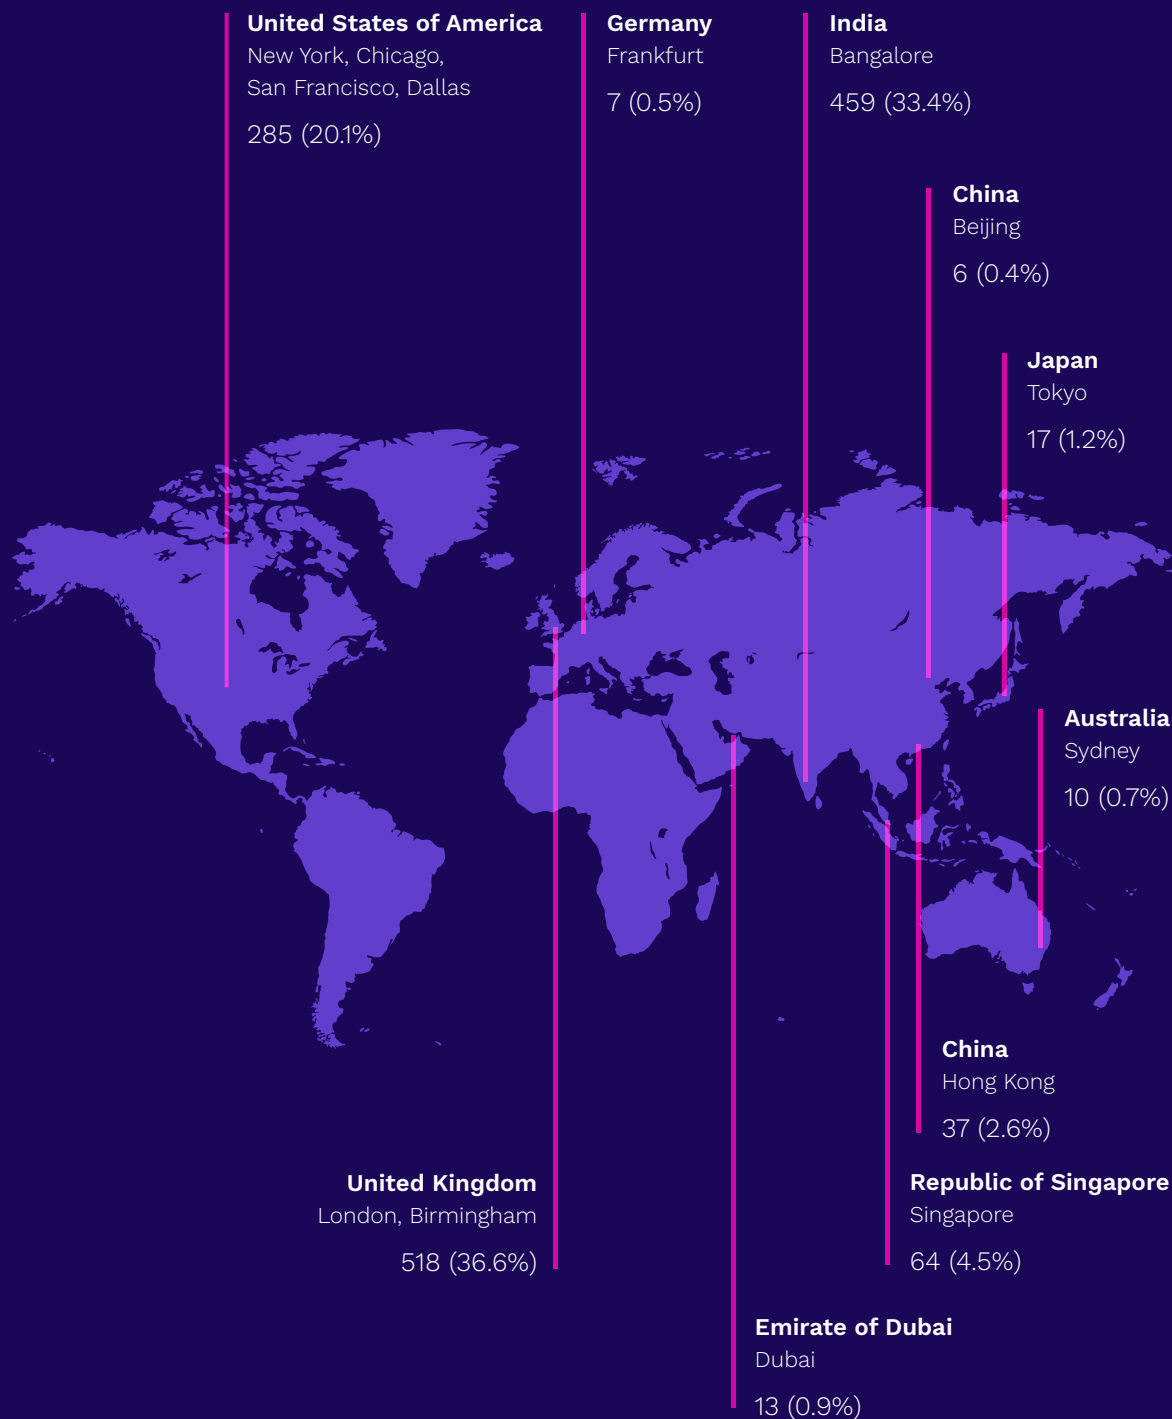 United States of America
New York, Chicago,
San Francisco, Dallas
285 (20.1%)
Germany
Frankfurt
7 (0.5%)
India
Bangalore
459 (33.4%)
China
Beijing
6 (0.4%)
Japan
Tokyo
17 (1.2%)
Australia
Sydney
10 (0.7%)
China
Hong Kong
37 (2.6%)
United Kingdom
London, Birmingham
518 (36.6%)
Republic of Singapore
Singapore
64 (4.5%)
Emirate of Dubai
Dubai
13 (0.9%)